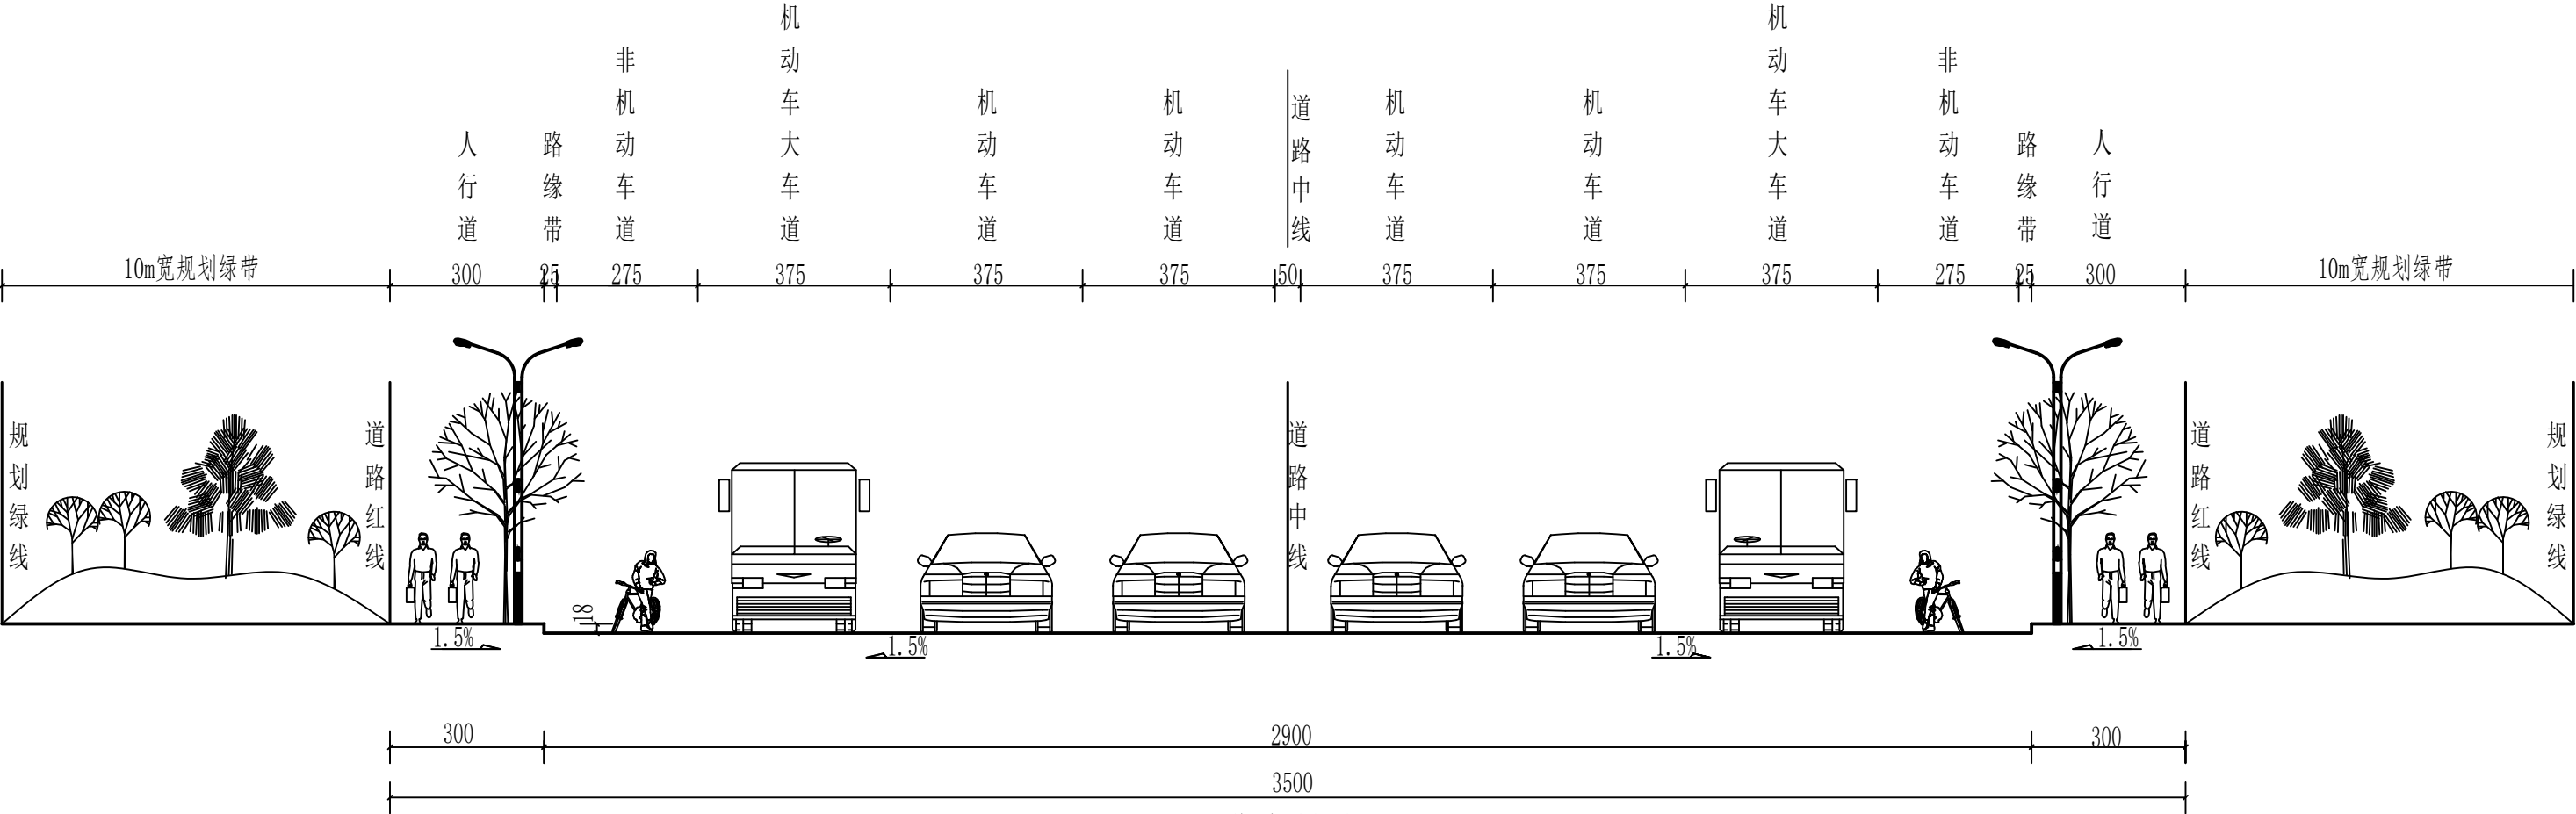 人行道
路缘带
非机动车道
机动车大车道
机动车道
机动车道
道路中线
机动车道
机动车道
机动车大车道
非机动车道
路缘带
人行道
10m宽规划绿带
300
25
275
375
375
375
50
375
375
375
275
25
300
10m宽规划绿带
规划绿线
道路红线
道路中线
道路红线
规划绿线
18
1.5%
1.5%
1.5%
1.5%
300
2900
300
3500